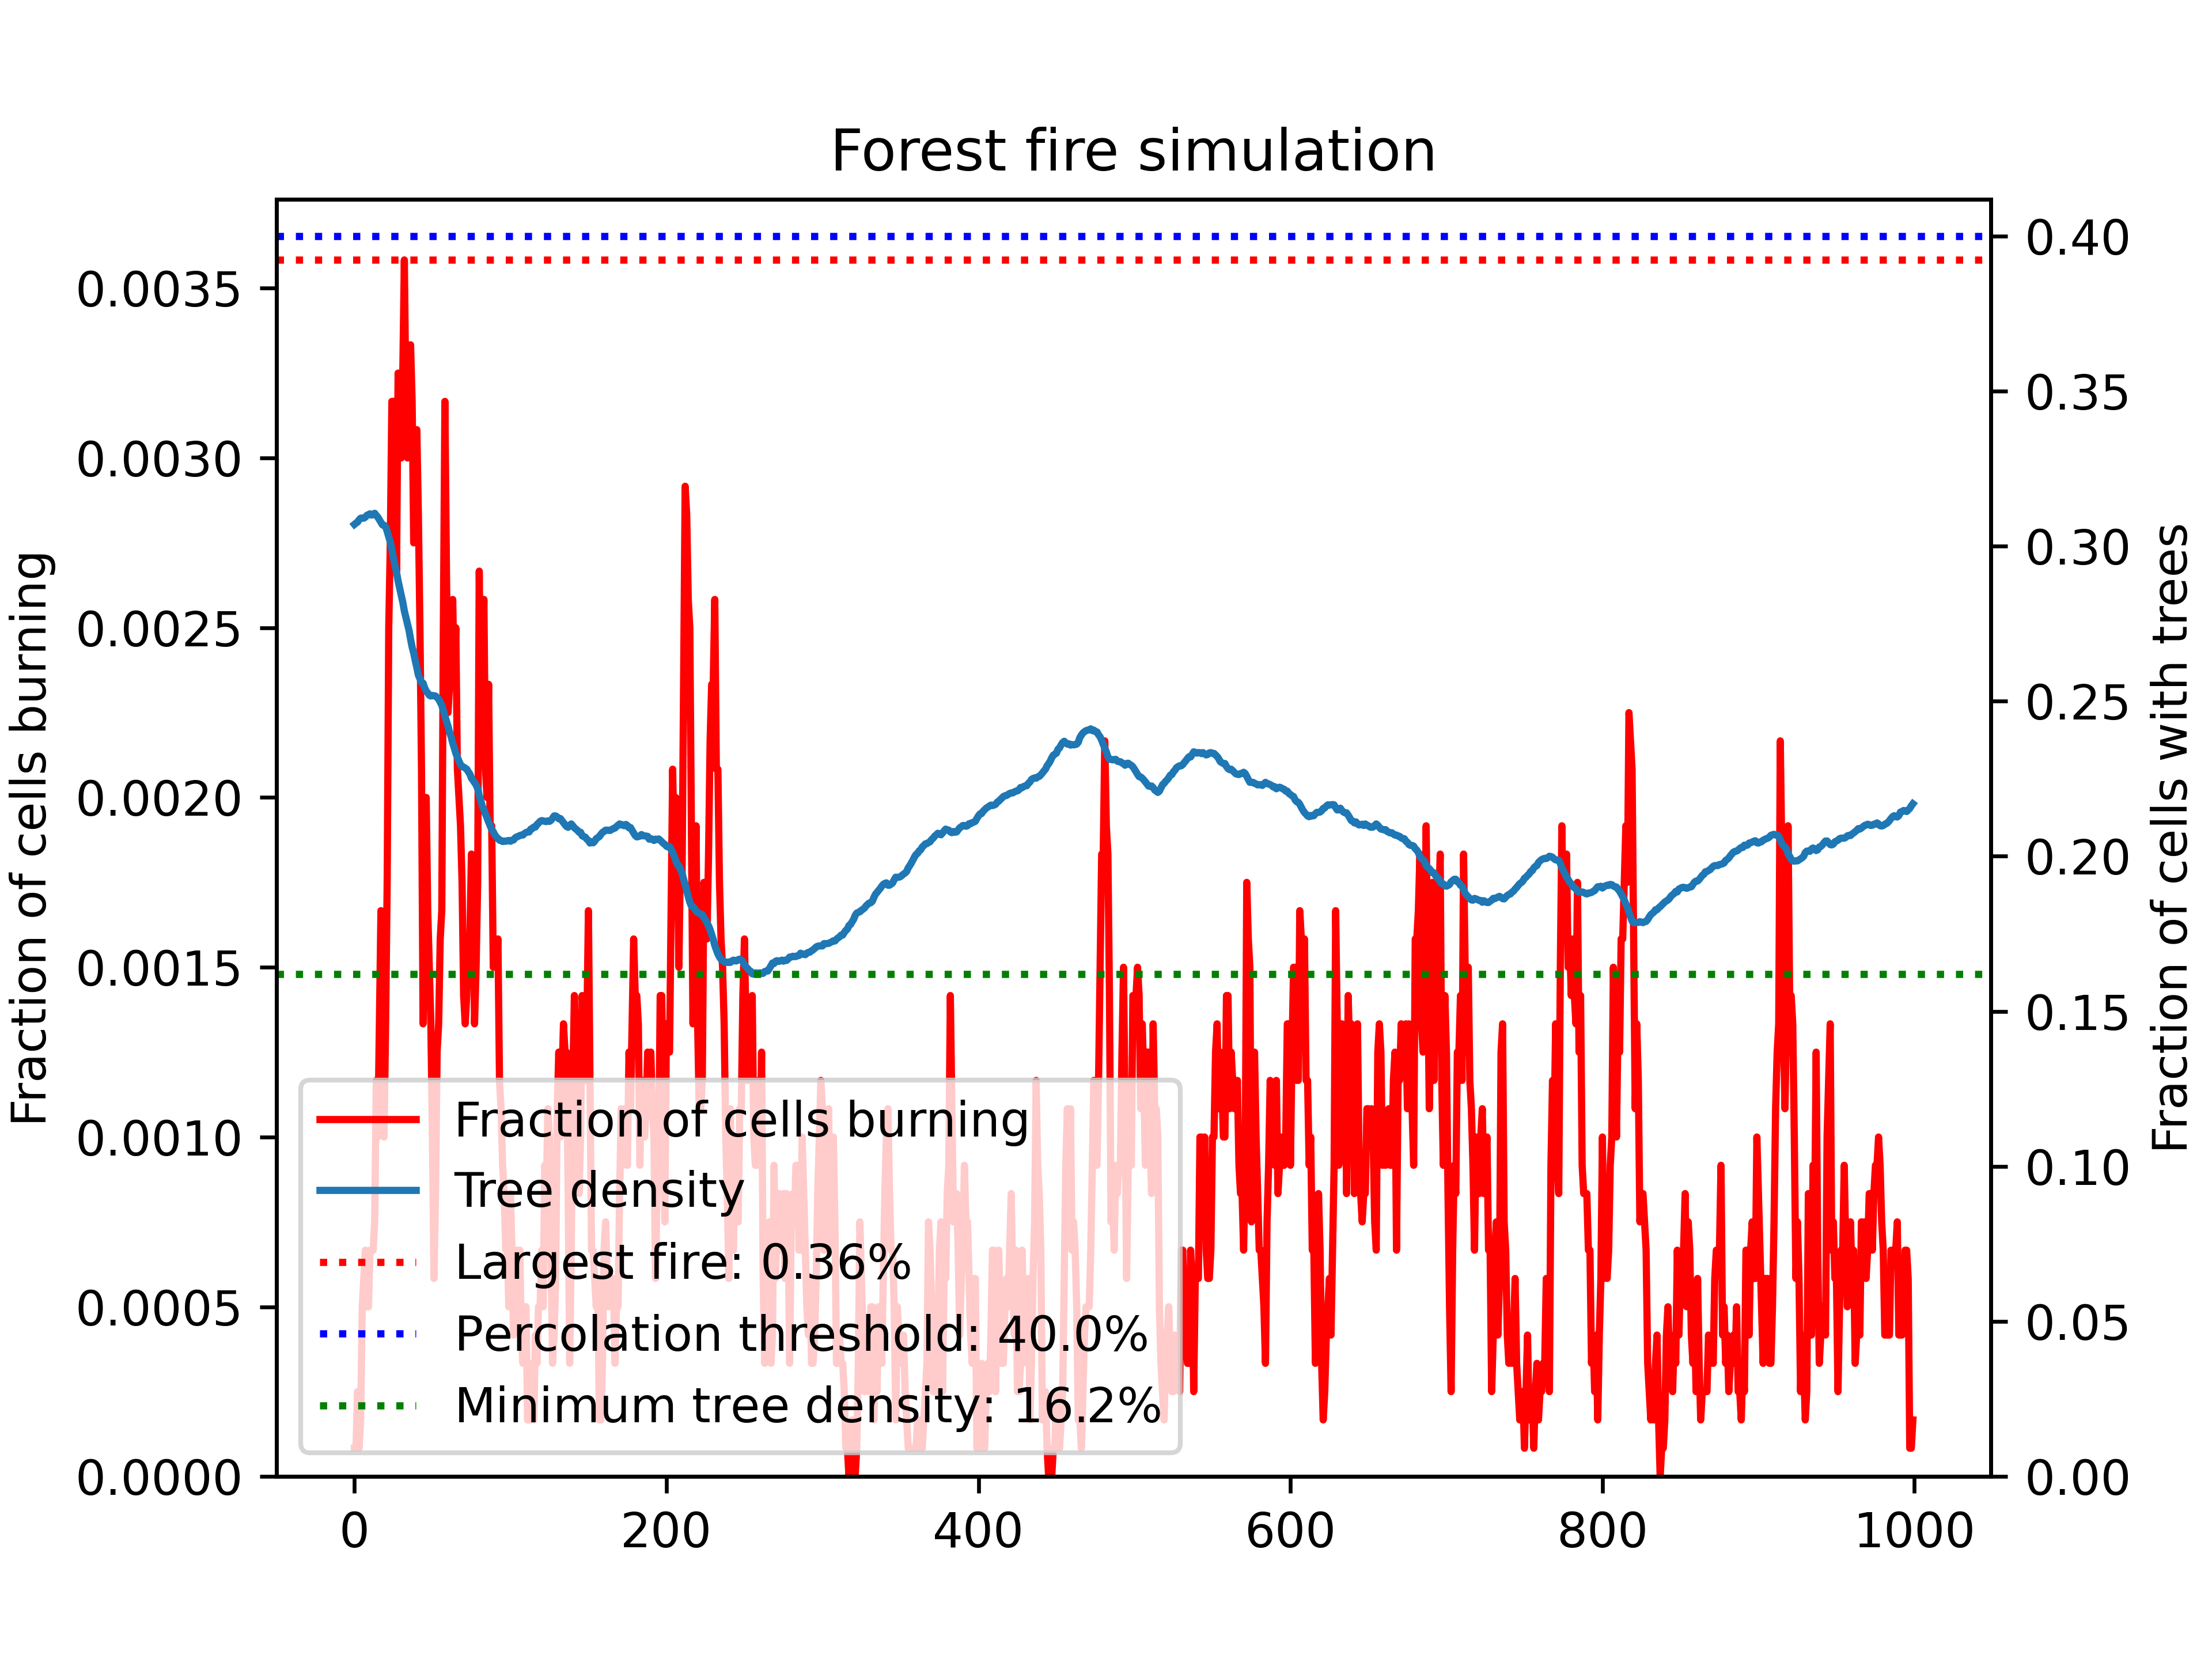 Forest fire simulation
Fraction of cells burning
0.0035
0.0030
0.0025
0.0020
0.0015
0.0010
0.0005
0.0000
Fraction of cells burning
Tree density
Largest fire: 0.36%
Percolation threshold: 40.0%
Minimum tree density: 16.2%
0.40
0.35
0.30
0.25
0.20
0.15
0.10
0.05
0.00
Fraction of cells with trees
0 200 400 600 800 1000